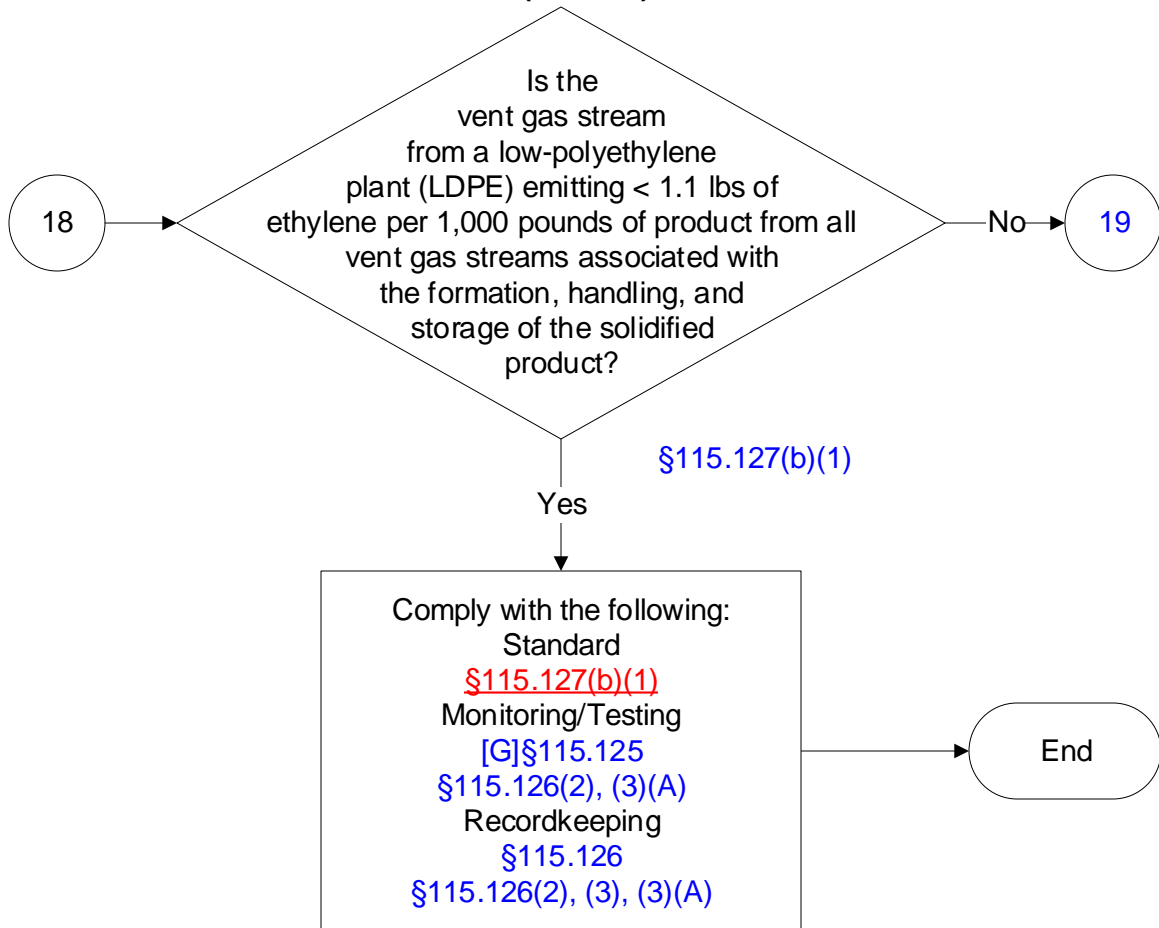 Is the
vent gas stream
from a low-polyethylene
plant (LDPE) emitting < 1.1 lbs of
ethylene per 1,000 pounds of product from all
vent gas streams associated with
the formation, handling, and
storage of the solidified
product?
18
No
19
§115.127(b)(1)
Yes
Comply with the following:
Standard
§115.127(b)(1)
Monitoring/Testing
[G]§115.125
§115.126(2), (3)(A)
Recordkeeping
§115.126
§115.126(2), (3), (3)(A)
End